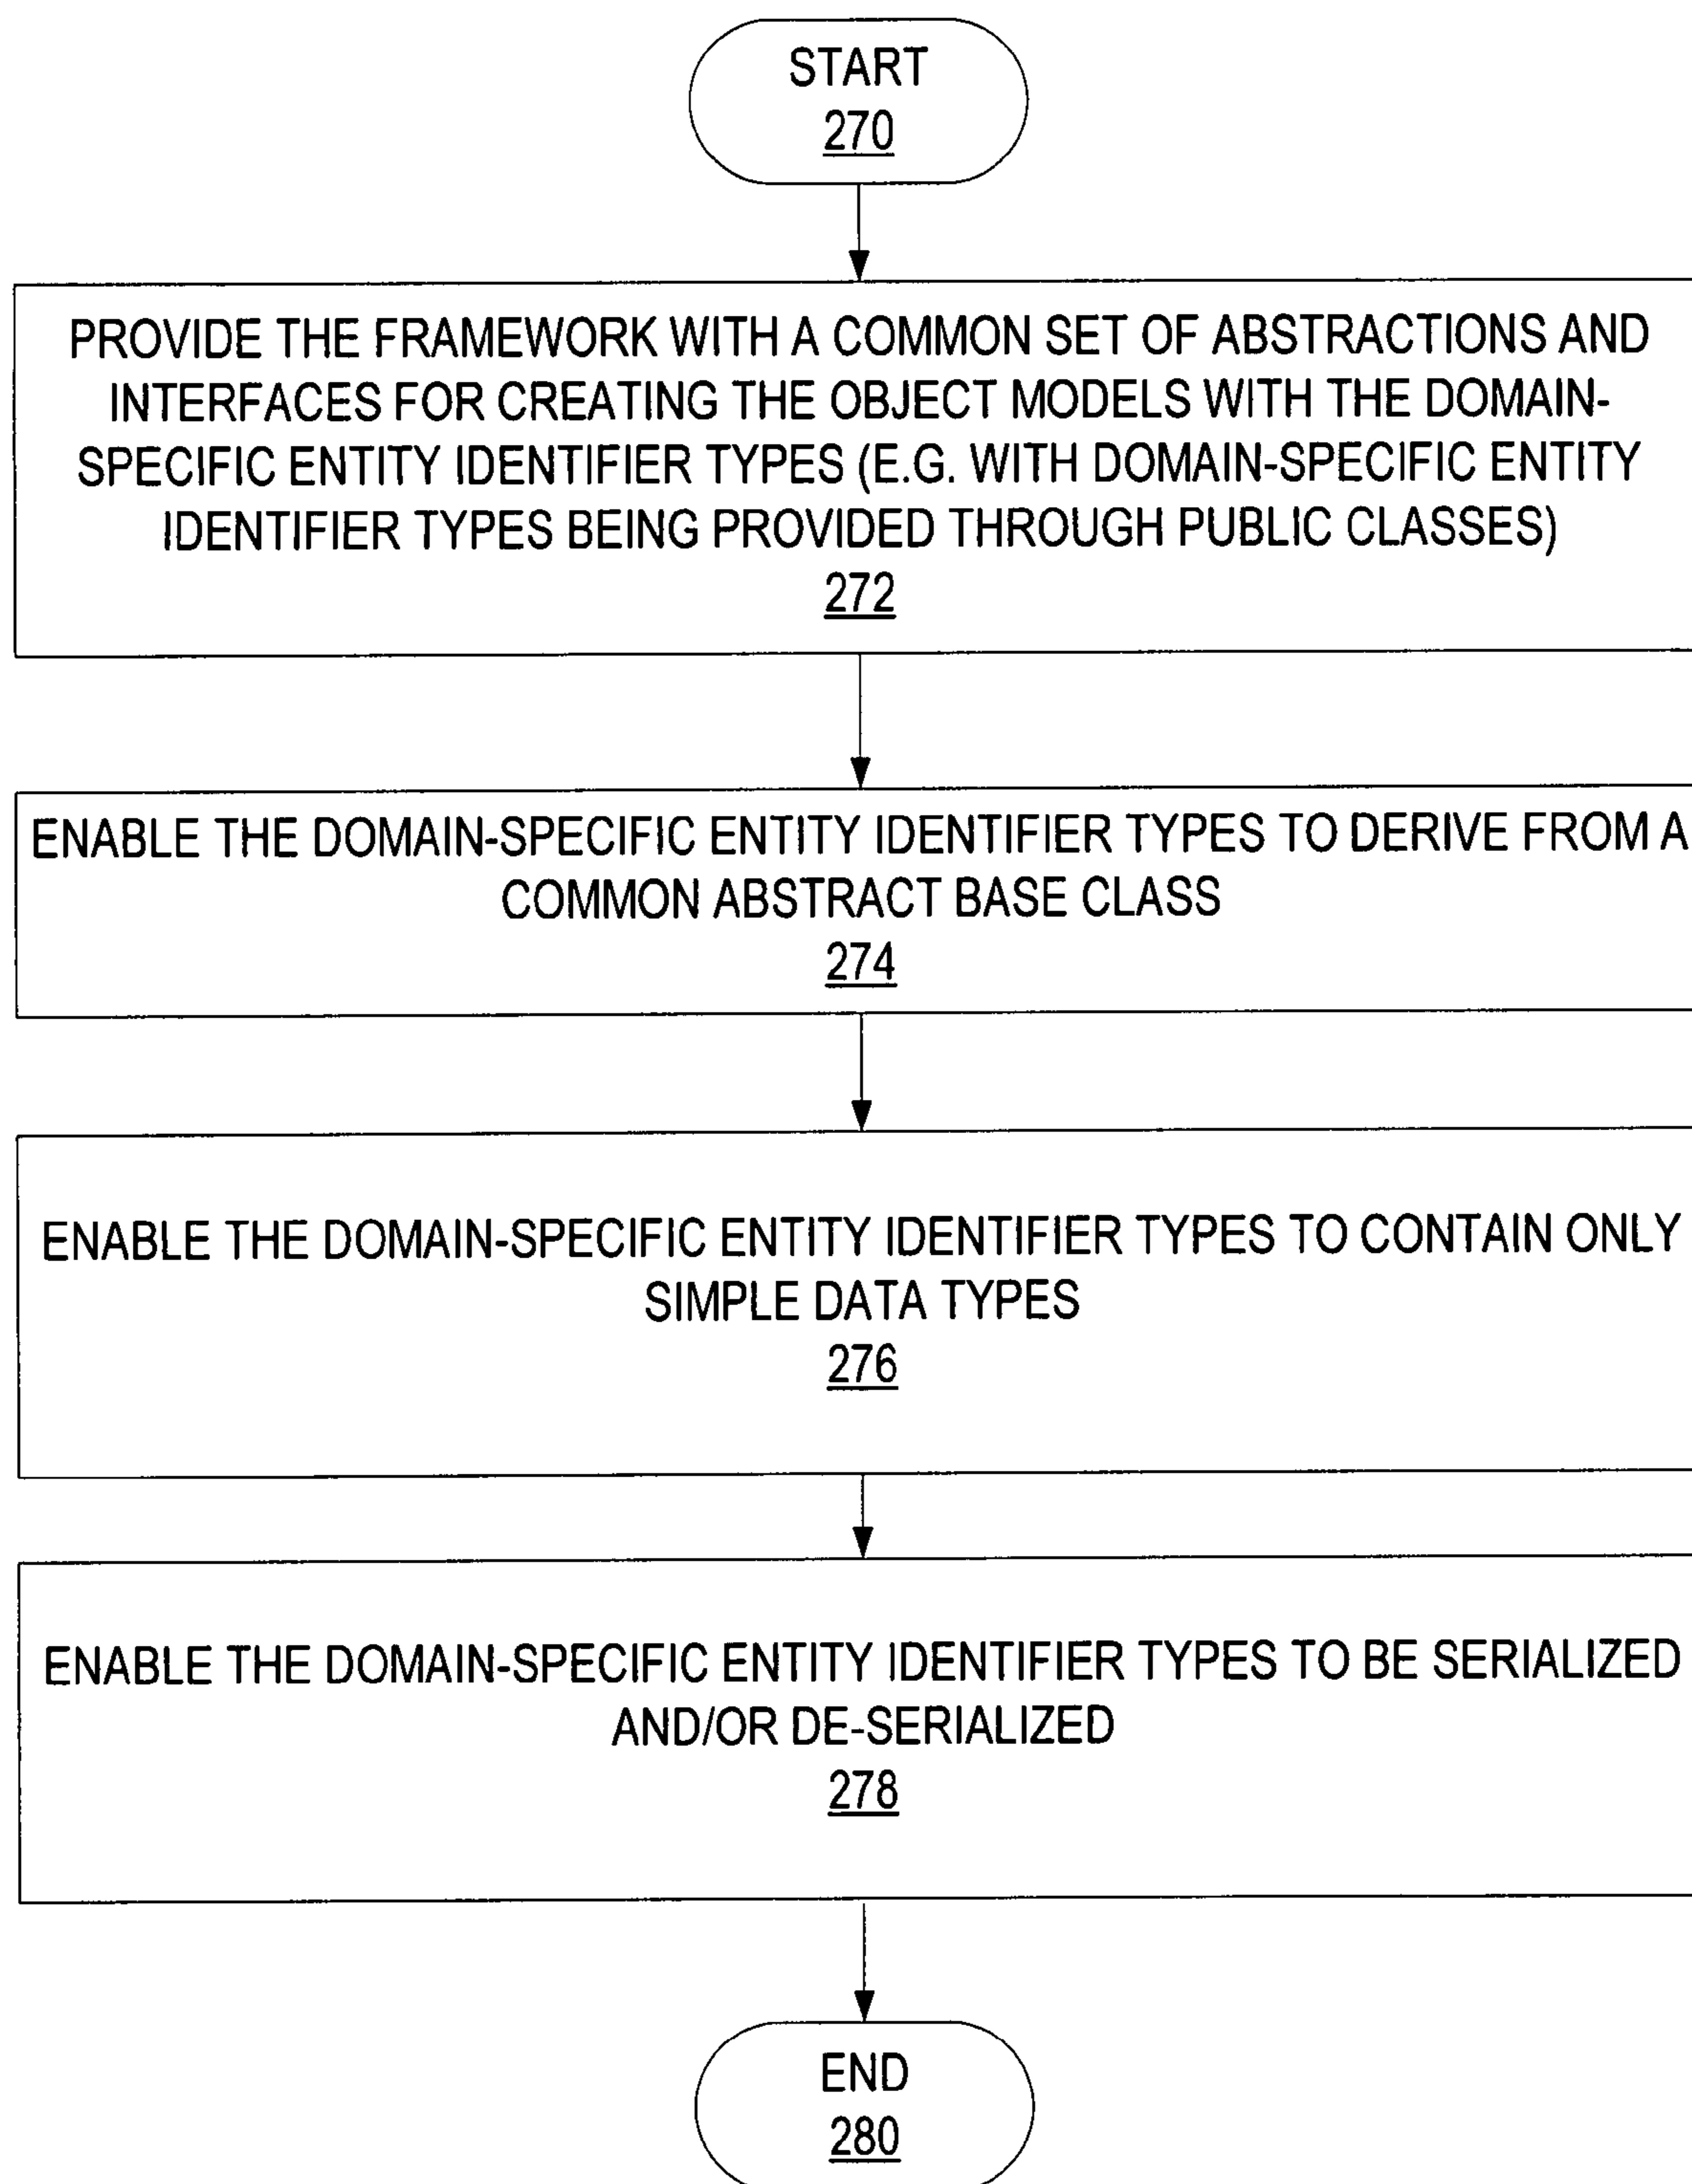 START
270
PROVIDE THE FRAMEWORK WITH A COMMON SET OF ABSTRACTIONS AND
INTERFACES FOR CREATING THE OBJECT MODELS WITH THE DOMAIN-
SPECIFIC ENTITY IDENTIFIER TYPES (E.G. WITH DOMAIN-SPECIFIC ENTITY
IDENTIFIER TYPES BEING PROVIDED THROUGH PUBLIC CLASSES)
272
ENABLE THE DOMAIN-SPECIFIC ENTITY IDENTIFIER TYPES TO DERIVE FROM A
COMMON ABSTRACT BASE CLASS
274
ENABLE THE DOMAIN-SPECIFIC ENTITY IDENTIFIER TYPES TO CONTAIN ONLY
SIMPLE DATA TYPES
276
ENABLE THE DOMAIN-SPECIFIC ENTITY IDENTIFIER TYPES TO BE SERIALIZED
AND/OR DE-SERIALIZED
278
END
280